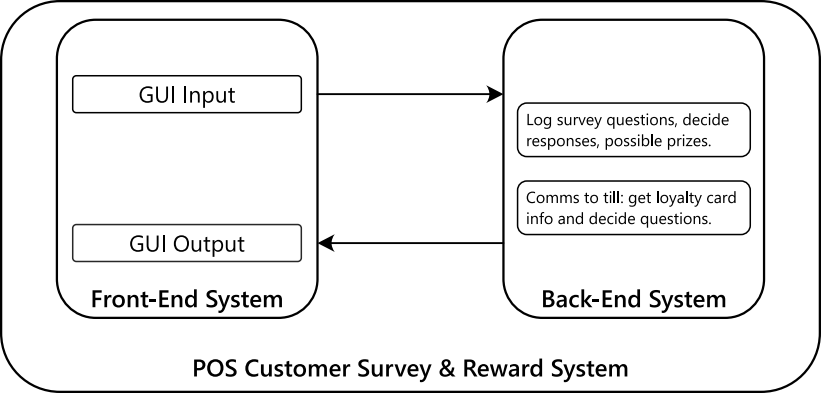 GUI Input
Log survey questions, decide
responses, possible prizes.
Comms to till: get loyalty card
info and decide questions.
GUI Output
Front-End System
Back-End System
POS Customer Survey & Reward System